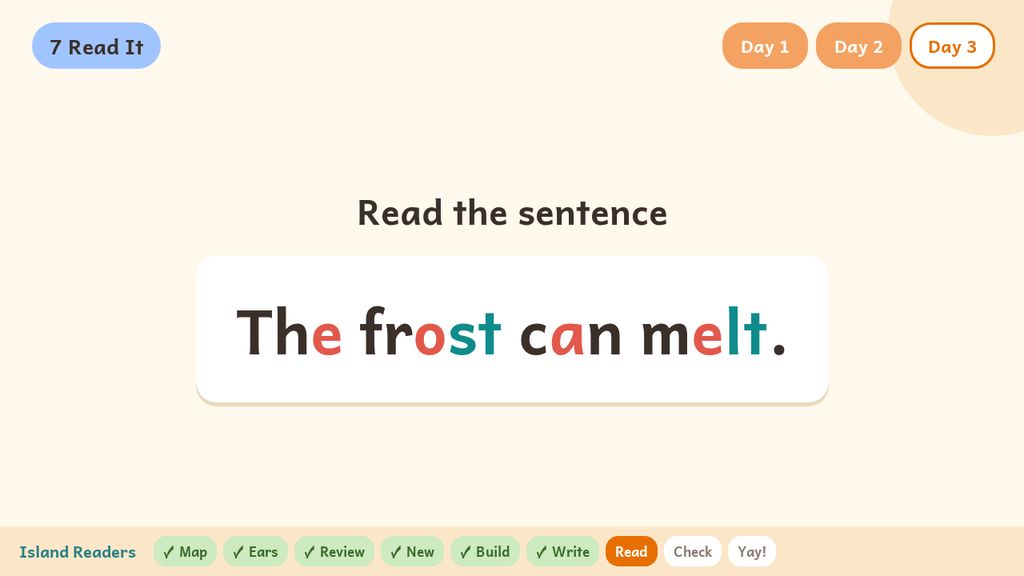 7 Read It
Day 1 Day 2 Day 3
Read the sentence
The frost can melt.
Island Readers ✓ Map ✓ Ears ✓ Review ✓ New ✓ Build ✓ Write Read Check Yay!